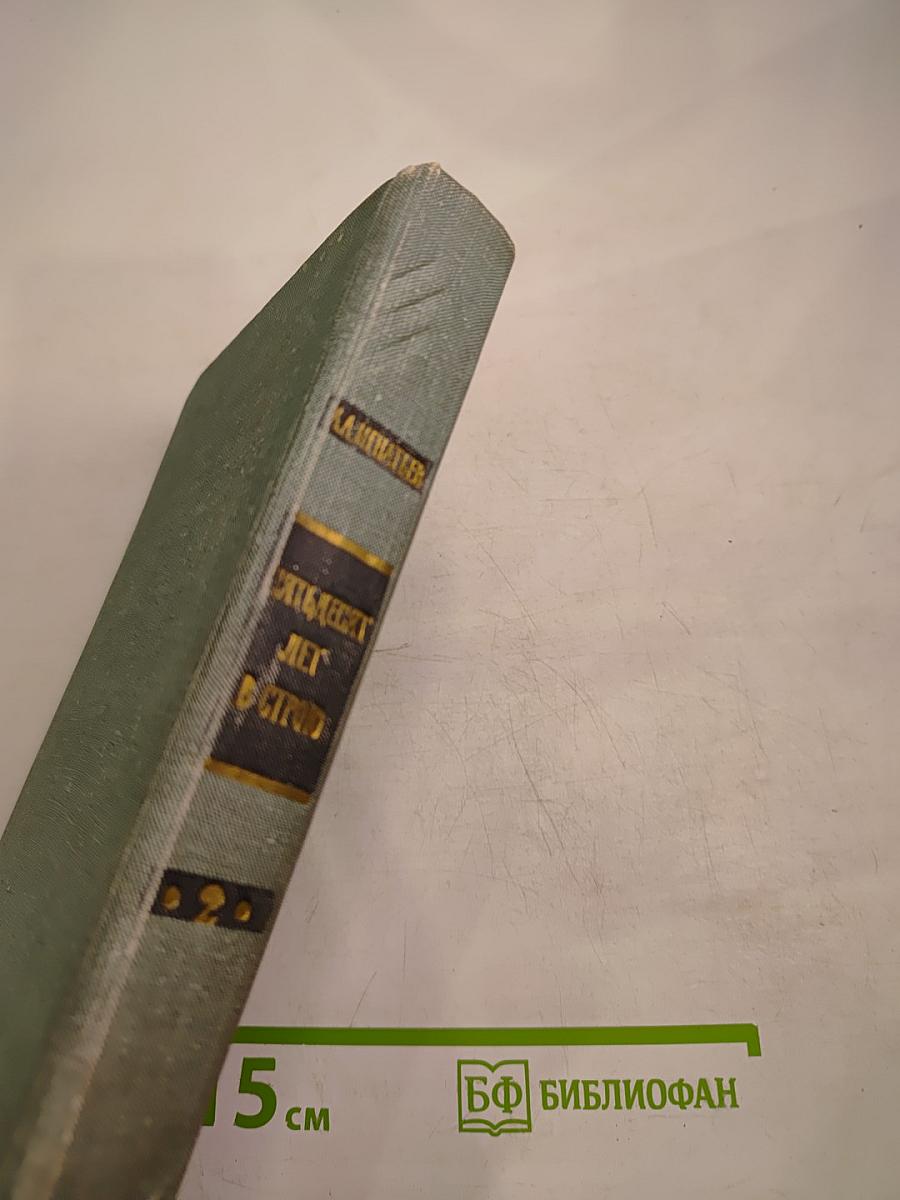 А.А. ИГНАТЬЕВ
ПЯТЬДЕСЯТ
ЛЕТ
В СТРОЮ
• 2 •
15 см
БФ БИБЛИОФАН